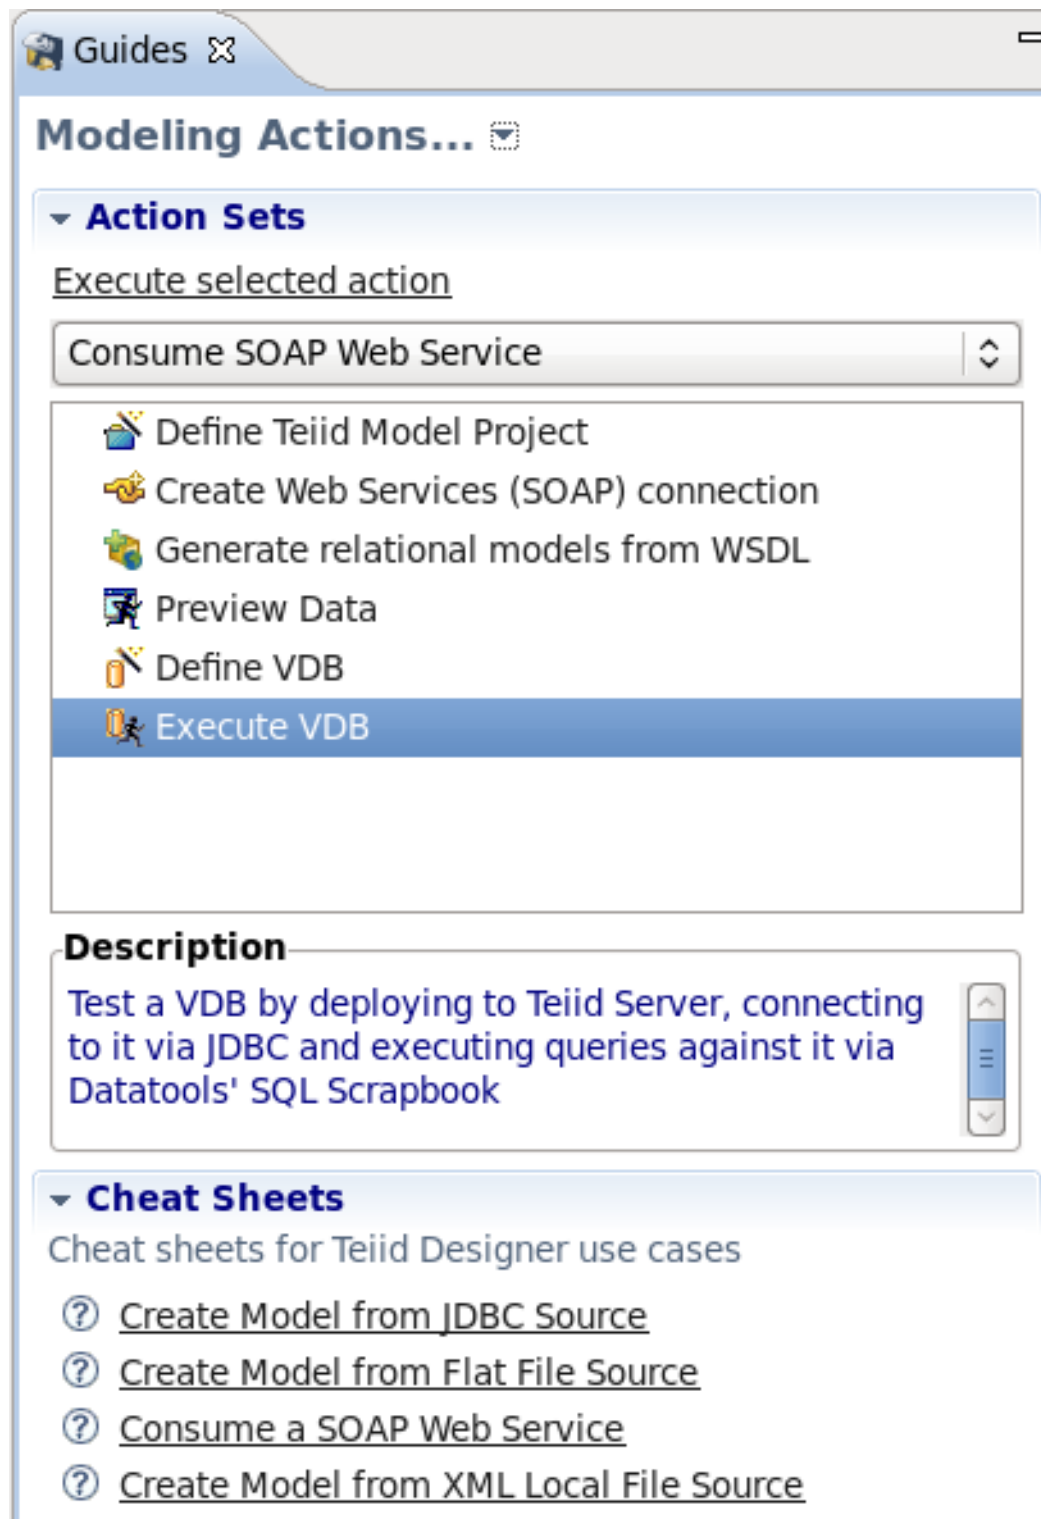 Guides
Modeling Actions...
Action Sets
Execute selected action
Consume SOAP Web Service
Define Teiid Model Project
Create Web Services (SOAP) connection
Generate relational models from WSDL
Preview Data
Define VDB
Execute VDB
Description
Test a VDB by deploying to Teiid Server, connecting
to it via JDBC and executing queries against it via
Datatools' SQL Scrapbook
Cheat Sheets
Cheat sheets for Teiid Designer use cases
Create Model from JDBC Source
Create Model from Flat File Source
Consume a SOAP Web Service
Create Model from XML Local File Source